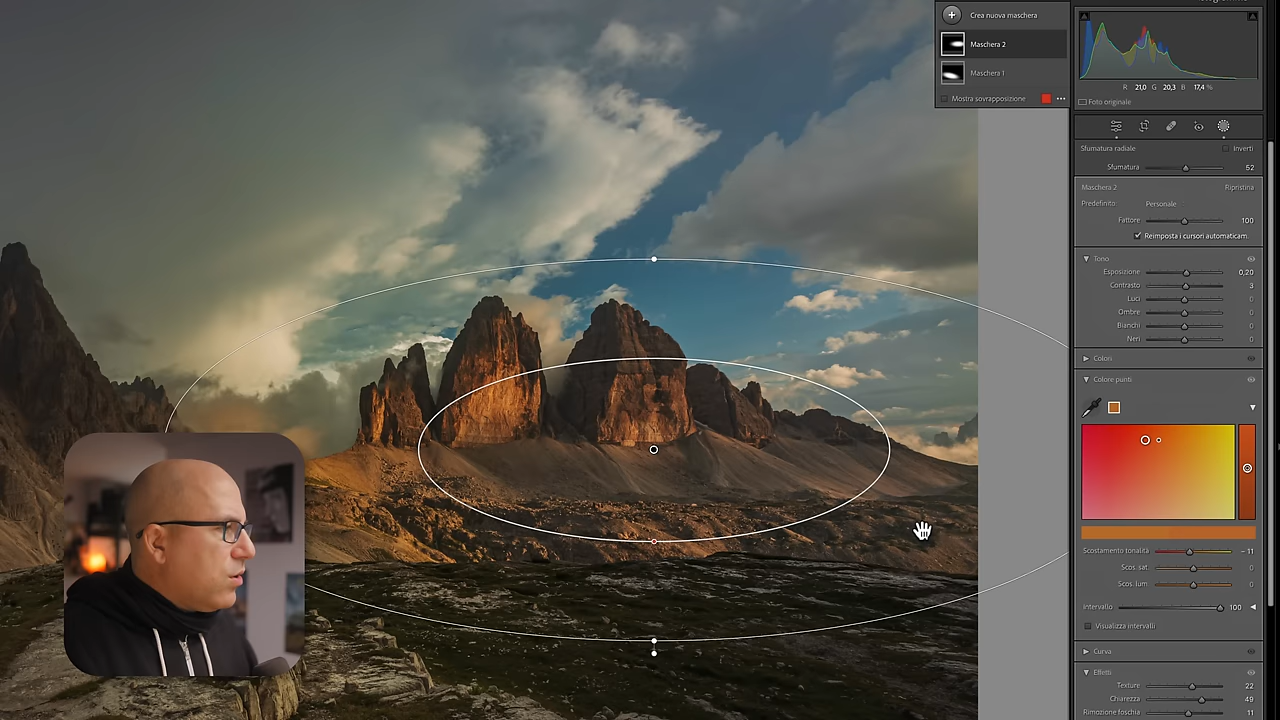 Crea nuova maschera
Maschera 2
Maschera 1
Mostra sovrapposizione
R 21,0 G 20,3 B 17,4 %
Foto originale
Sfumatura radiale Inverti
Sfumatura 52
Maschera 2 Ripristina
Predefinito: Personale
Fattore 100
Reimposta i cursori automaticam.
Tono
Esposizione 0,20
Contrasto 3
Luci 0
Ombre 0
Bianchi 0
Neri 0
Colori
Colore punti
Scostamento tonalità - 11
Scos. sat. 0
Scos. lum. 0
Intervallo 100
Visualizza intervalli
Curva
Effetti
Texture 22
Chiarezza 49
Rimozione foschia 11